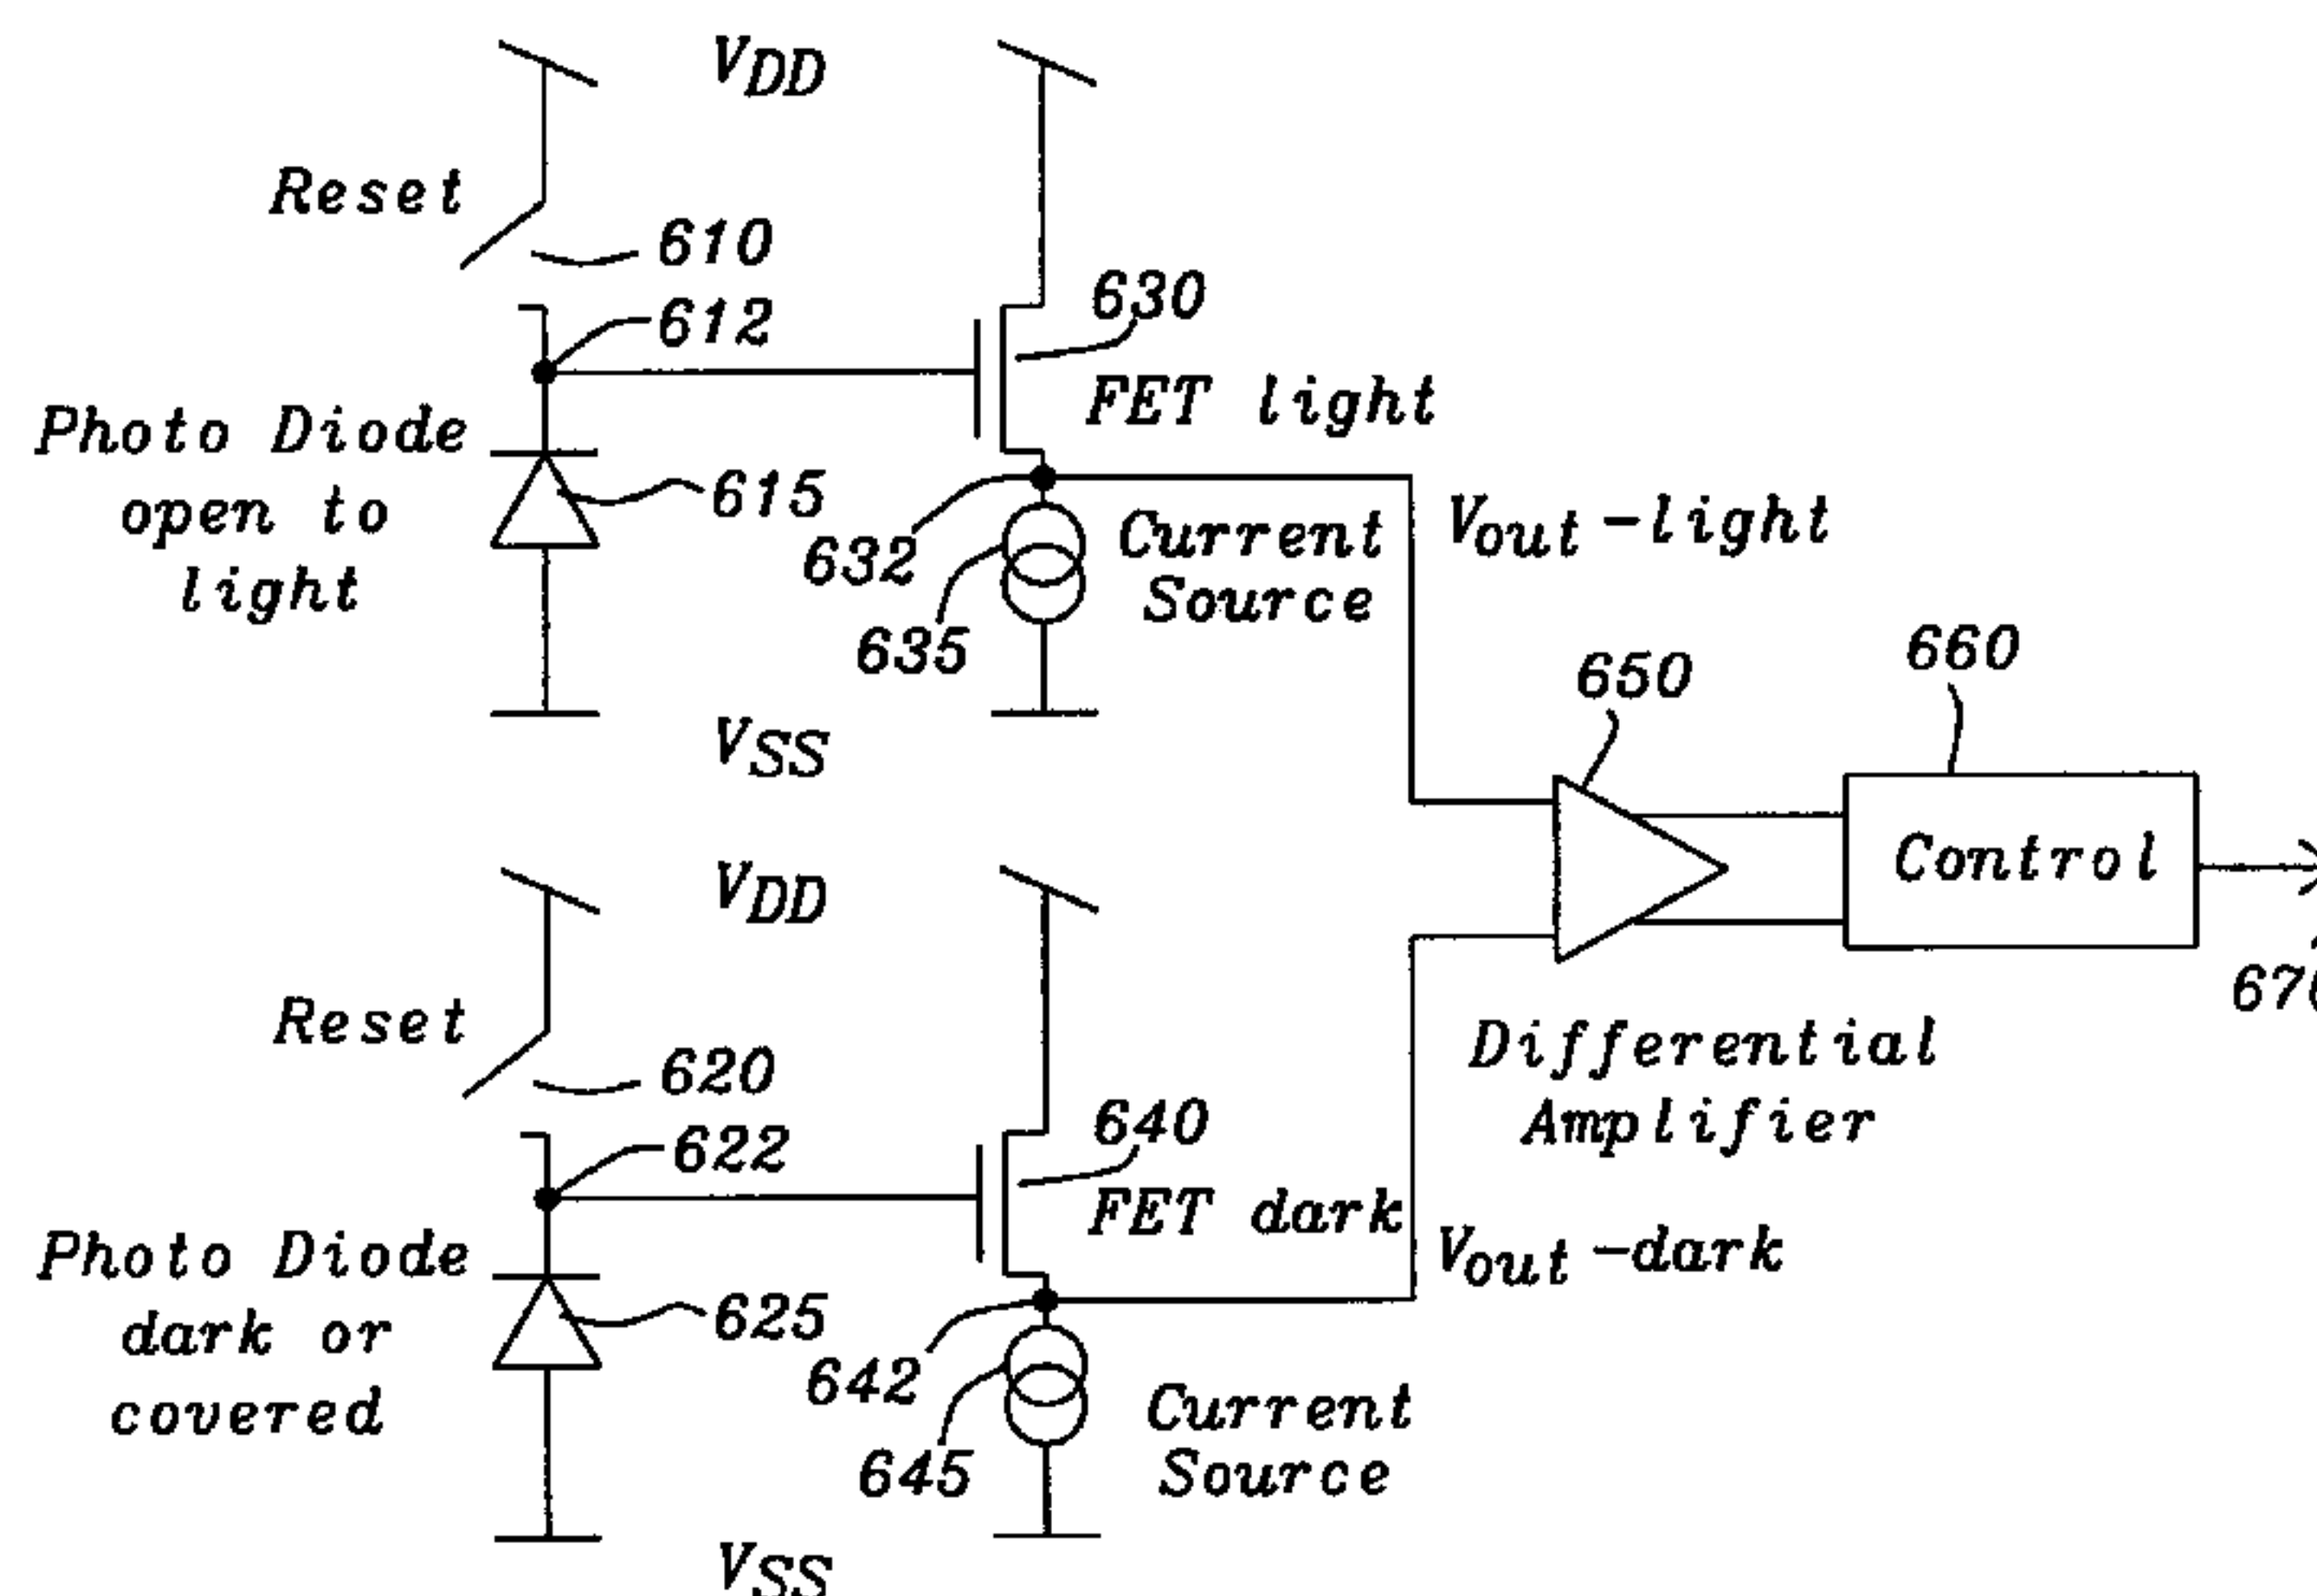 VDD
Reset
610
612
630
FET light
Photo Diode
open to
light
615
632
635
Current
Source
Vout-light
VSS
650
660
Control
Differential
Amplifier
VDD
Reset
620
622
640
FET dark
Vout-dark
Photo Diode
dark or
covered
625
642
645
Current
Source
VSS